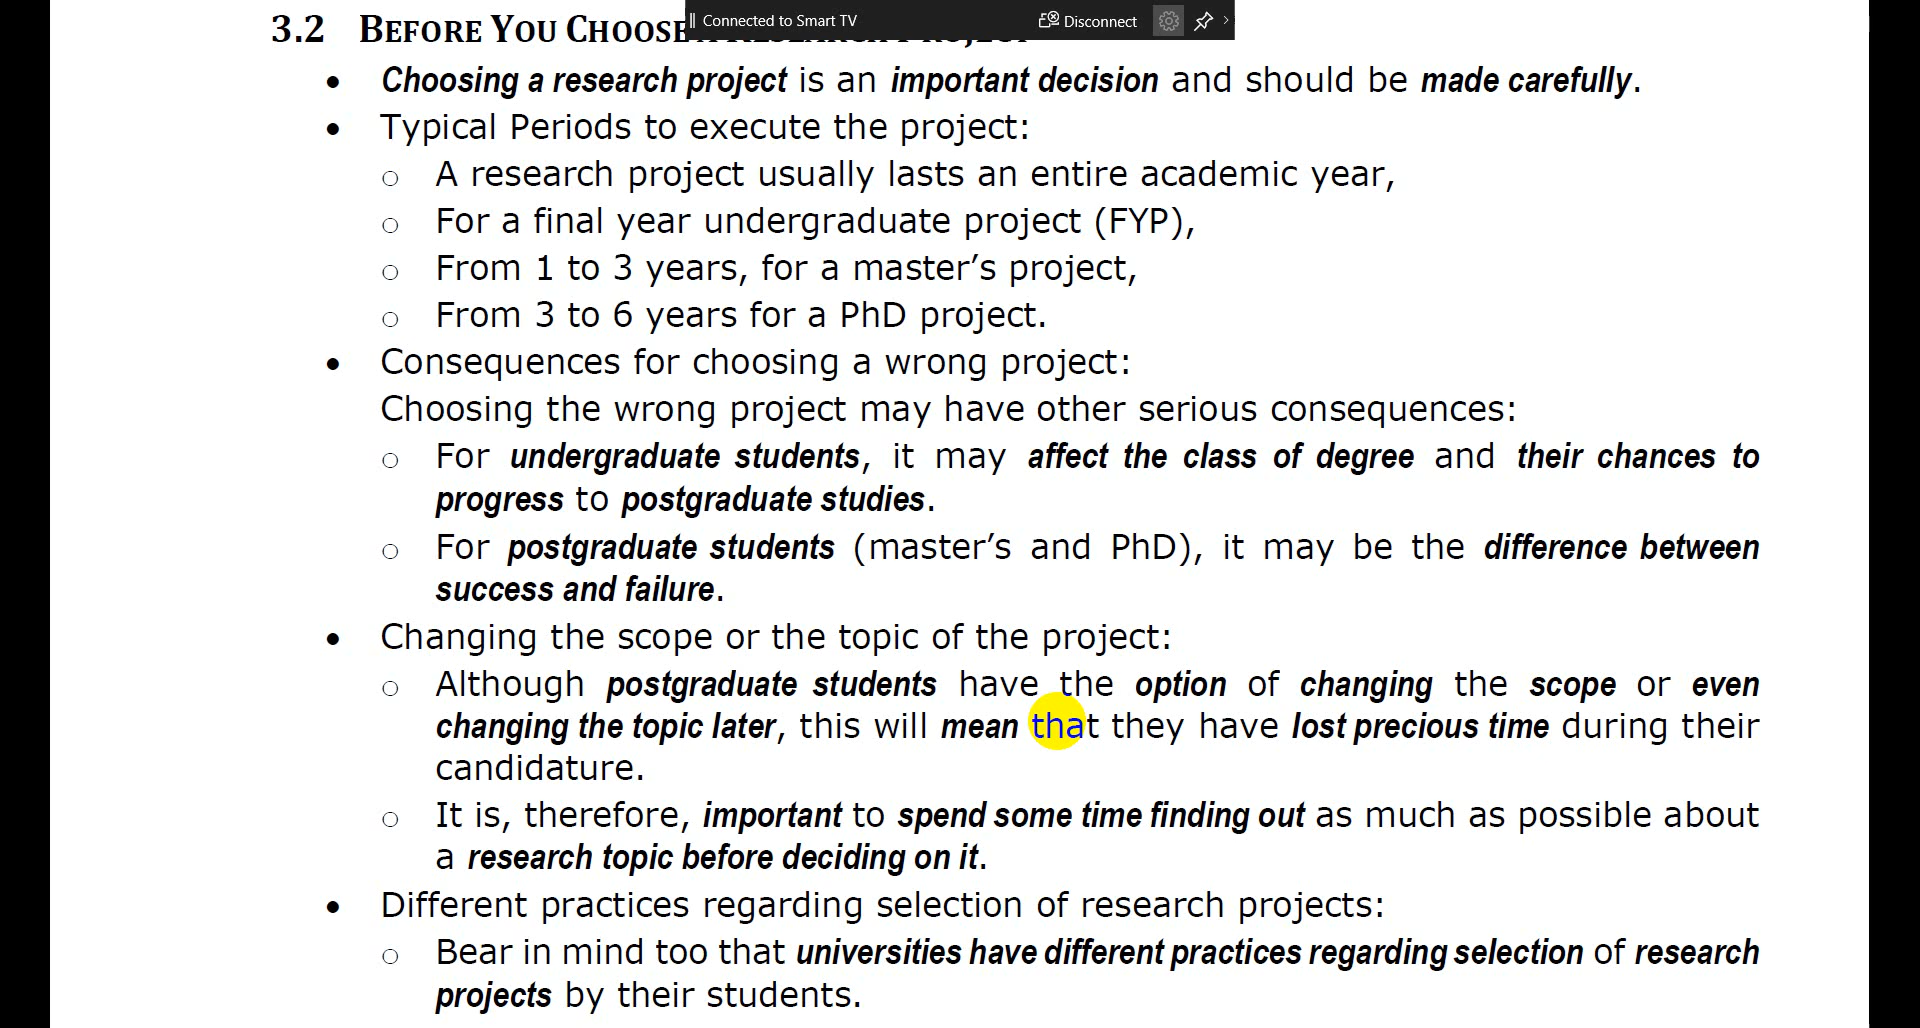 Connected to Smart TV
Disconnect
3.2 BEFORE YOU CHOOSE
• Choosing a research project is an important decision and should be made carefully.
• Typical Periods to execute the project:
○ A research project usually lasts an entire academic year,
○ For a final year undergraduate project (FYP),
○ From 1 to 3 years, for a master’s project,
○ From 3 to 6 years for a PhD project.
• Consequences for choosing a wrong project:
Choosing the wrong project may have other serious consequences:
○ For undergraduate students, it may affect the class of degree and their chances to
progress to postgraduate studies.
○ For postgraduate students (master’s and PhD), it may be the difference between
success and failure.
• Changing the scope or the topic of the project:
○ Although postgraduate students have the option of changing the scope or even
changing the topic later, this will mean that they have lost precious time during their
candidature.
○ It is, therefore, important to spend some time finding out as much as possible about
a research topic before deciding on it.
• Different practices regarding selection of research projects:
○ Bear in mind too that universities have different practices regarding selection of research
projects by their students.